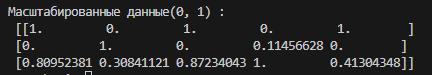 Масштабированные данные(0, 1) :
[[1. 0. 0. 0. 1. ]
[0. 1. 0. 0.11456628 0. ]
[0.80952381 0.30841121 0.87234043 1. 0.41304348]]